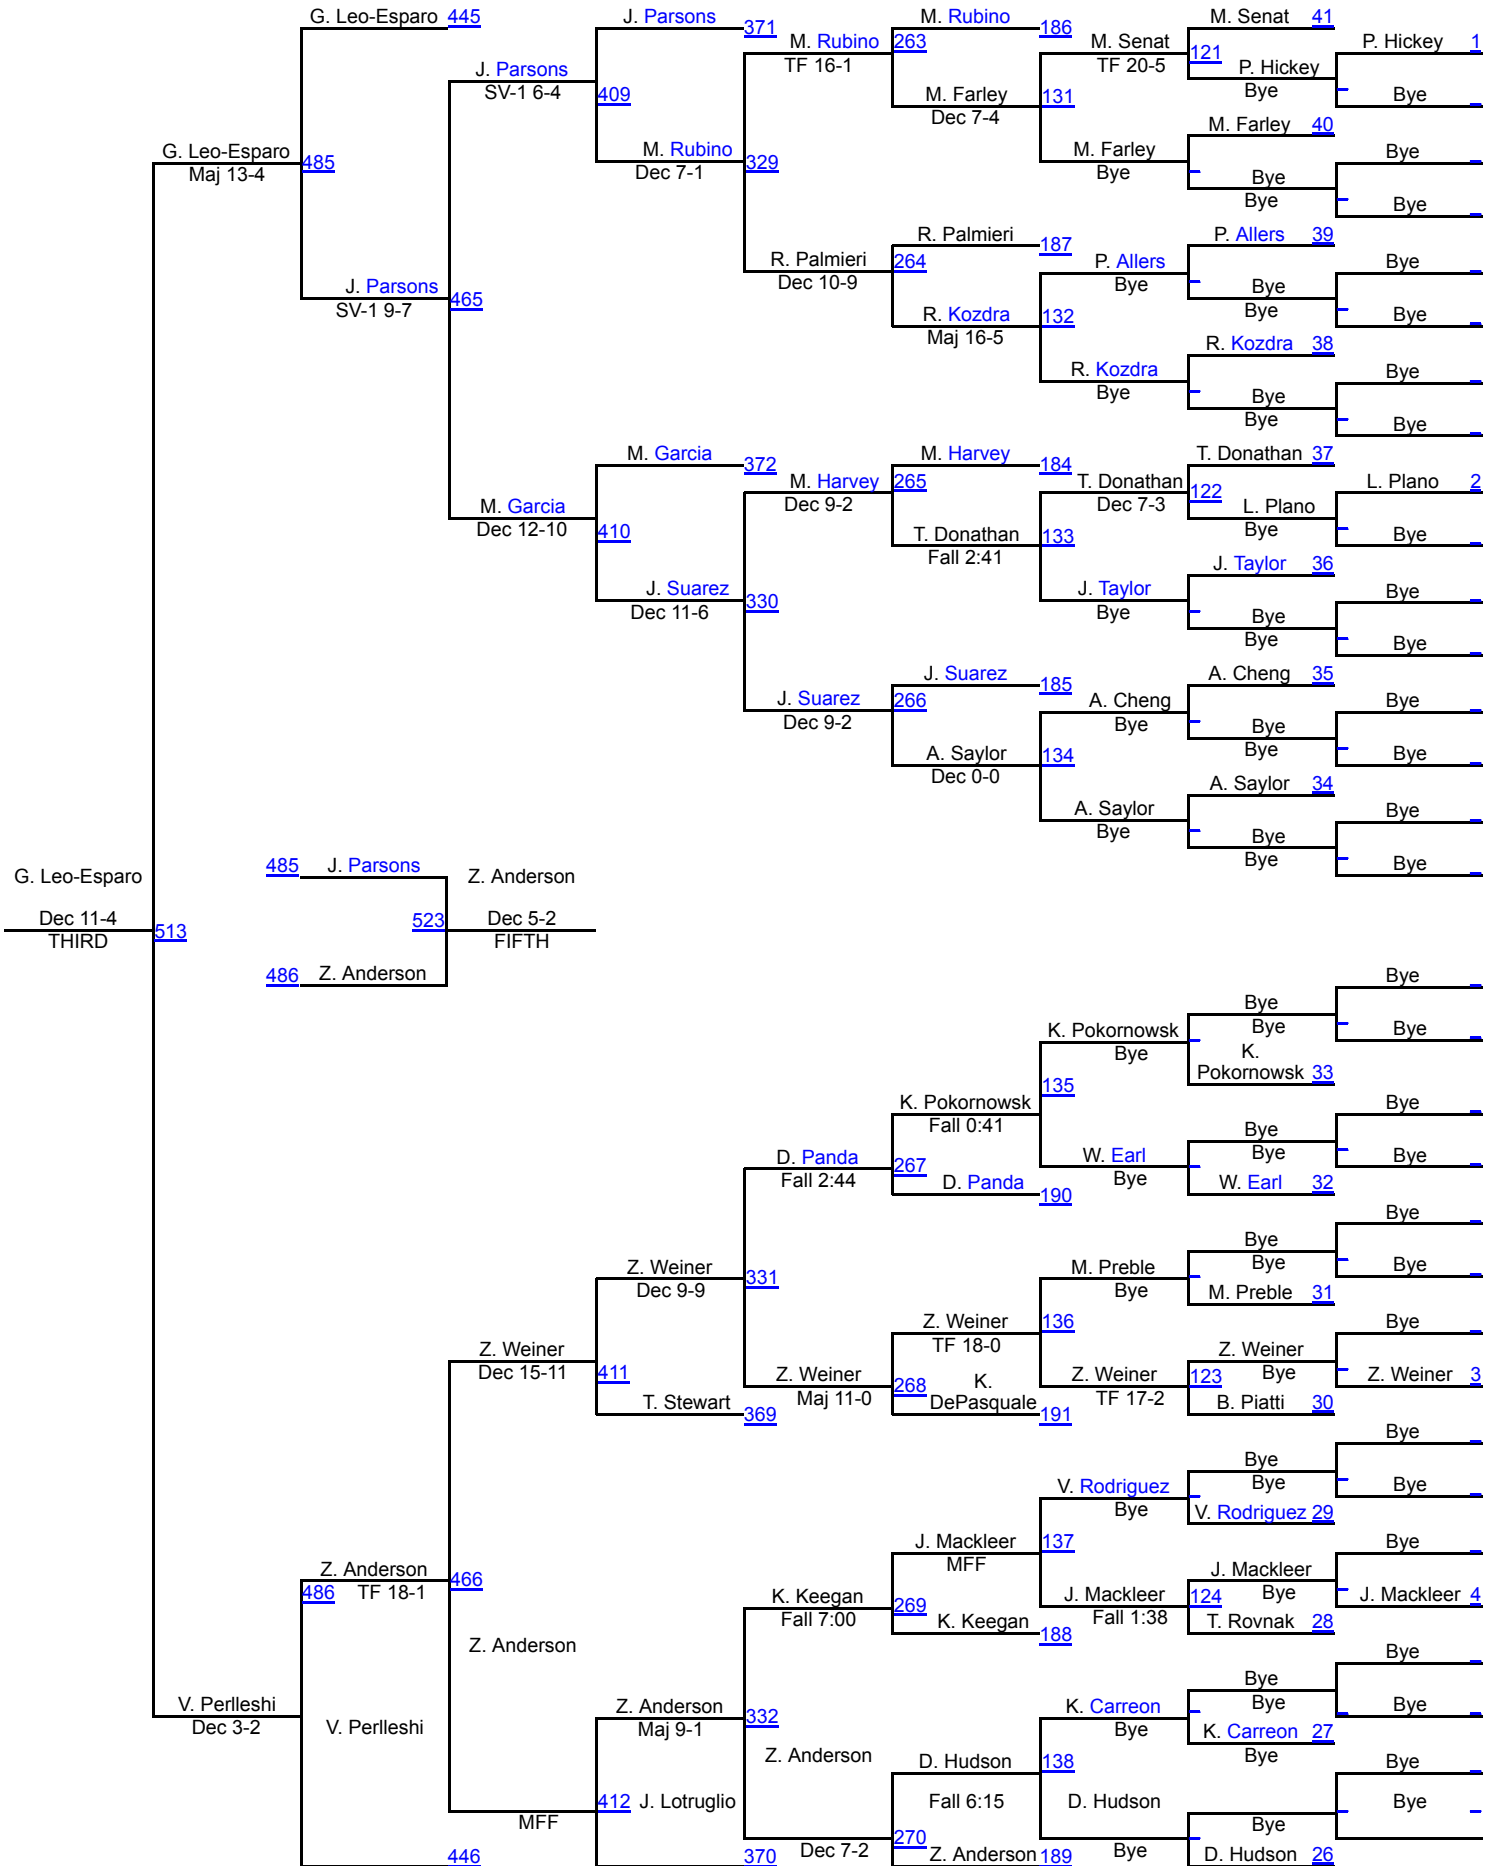 G. Leo-Esparo 445
J. Parsons 371
M. Rubino 186
M. Senat 41
P. Hickey 1
M. Rubino 263
TF 16-1
M. Senat
TF 20-5
121
P. Hickey
Bye
Bye
J. Parsons
SV-1 6-4
409
M. Farley
Dec 7-4
131
M. Farley 40
G. Leo-Esparo
Maj 13-4
485
M. Rubino
Dec 7-1
329
M. Farley
Bye
Bye
Bye
Bye
Bye
R. Palmieri 187
P. Allers 39
R. Palmieri
Dec 10-9
264
P. Allers
Bye
Bye
Bye
Bye
Bye
J. Parsons
SV-1 9-7
465
R. Kozdra
Maj 16-5
132
R. Kozdra 38
R. Kozdra
Bye
Bye
Bye
Bye
Bye
M. Garcia 372
M. Harvey 184
T. Donathan 37
M. Harvey
Dec 9-2
265
T. Donathan
Dec 7-3
122
L. Plano 2
L. Plano
Bye
Bye
M. Garcia
Dec 12-10
410
T. Donathan
Fall 2:41
133
J. Taylor 36
J. Suarez
Dec 11-6
330
J. Taylor
Bye
Bye
Bye
Bye
Bye
J. Suarez 185
A. Cheng 35
J. Suarez
Dec 9-2
266
A. Cheng
Bye
Bye
Bye
Bye
Bye
A. Saylor
Dec 0-0
134
A. Saylor 34
A. Saylor
Bye
Bye
Bye
Bye
Bye
G. Leo-Esparo
Dec 11-4
THIRD
513
485 J. Parsons
Z. Anderson
523
Dec 5-2
FIFTH
486 Z. Anderson
Bye
Bye
Bye
Bye
K. Pokornowsk
Bye
K.
Pokornowsk 33
135
K. Pokornowsk
Fall 0:41
Bye
Bye
Bye
Bye
D. Panda
Fall 2:44
267
W. Earl
Bye
D. Panda 190
W. Earl 32
Bye
Bye
Bye
Bye
Z. Weiner
Dec 9-9
331
M. Preble
Bye
M. Preble 31
Z. Weiner
TF 18-0
136
Bye
Z. Weiner
Dec 15-11
411
Z. Weiner
Maj 11-0
268
K.
DePasquale 191
Z. Weiner
TF 17-2
123
Z. Weiner
Bye
Z. Weiner 3
T. Stewart 369
B. Piatti 30
Bye
Bye
Bye
Bye
V. Rodriguez
Bye
V. Rodriguez 29
J. Mackleer
MFF
137
Bye
Z. Anderson
486 TF 18-1
466
K. Keegan
Fall 7:00
269
K. Keegan 188
J. Mackleer
Fall 1:38
124
J. Mackleer
Bye
J. Mackleer 4
T. Rovnak 28
Z. Anderson
Bye
Bye
Bye
Bye
V. Perlleshi
Dec 3-2
V. Perlleshi
Z. Anderson
Maj 9-1
332
K. Carreon
Bye
K. Carreon 27
Bye
Z. Anderson
D. Hudson
Fall 6:15
138
Bye
Bye
MFF
412 J. Lotruglio
D. Hudson
Bye
Bye
Dec 7-2
270
446
370
Z. Anderson 189
D. Hudson 26